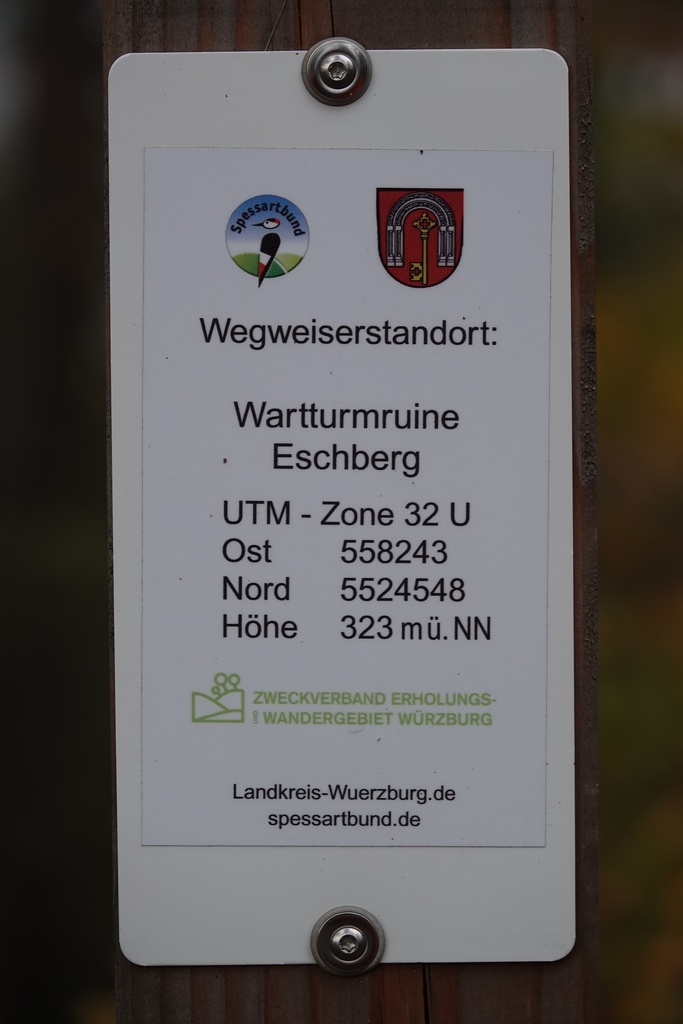 Spessartbund
Wegweiserstandort:
Wartturmruine
Eschberg
UTM - Zone 32 U
Ost 558243
Nord 5524548
Höhe 323 mü.NN
ZWECKVERBAND ERHOLUNGS-
UND WANDERGEBIET WÜRZBURG
Landkreis-Wuerzburg.de
spessartbund.de